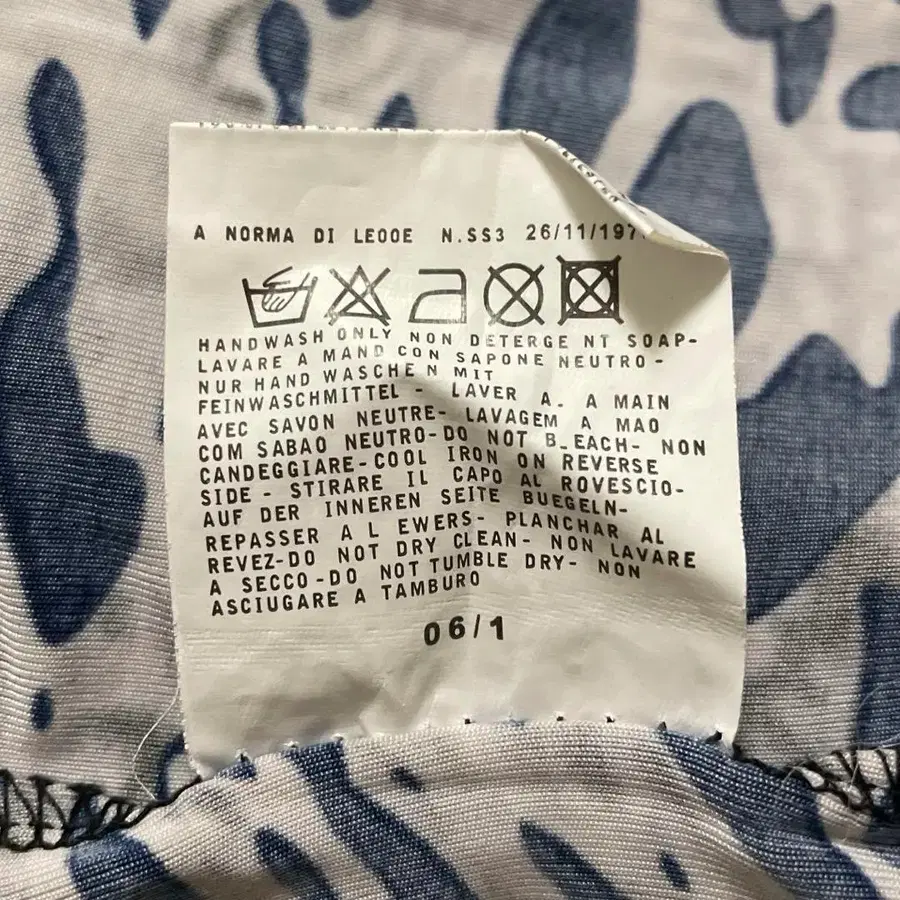 A NORMA DI LEOOE N.SS3 26/11/197
HANDWASH ONLY NON DETERGE NT SOAP-
LAVARE A MANO CON SAPONE NEUTRO-
NUR HAND WASCHE N MIT
FEINWASCHMITTEL - LAVER A. A MAIN
AVEC SAVON NEUTRE- LAVAGEM A MAO
COM SABAO NEUTRO-DO NOT B_EACH- NON
CANDEGGIARE-COOL IRON ON REVERSE
SIDE - STIRARE IL CAPO AL ROVESCIO-
AUF DER INNEREN SEITE BUEGELN-
REPASSER A L EWERS- PLANCHAR AL
REVEZ-DO NOT DRY CLEAN- NON LAVARE
A SECCO-DO NOT TUMBLE DRY- NON
ASCIUGARE A TAMBURO
06/1